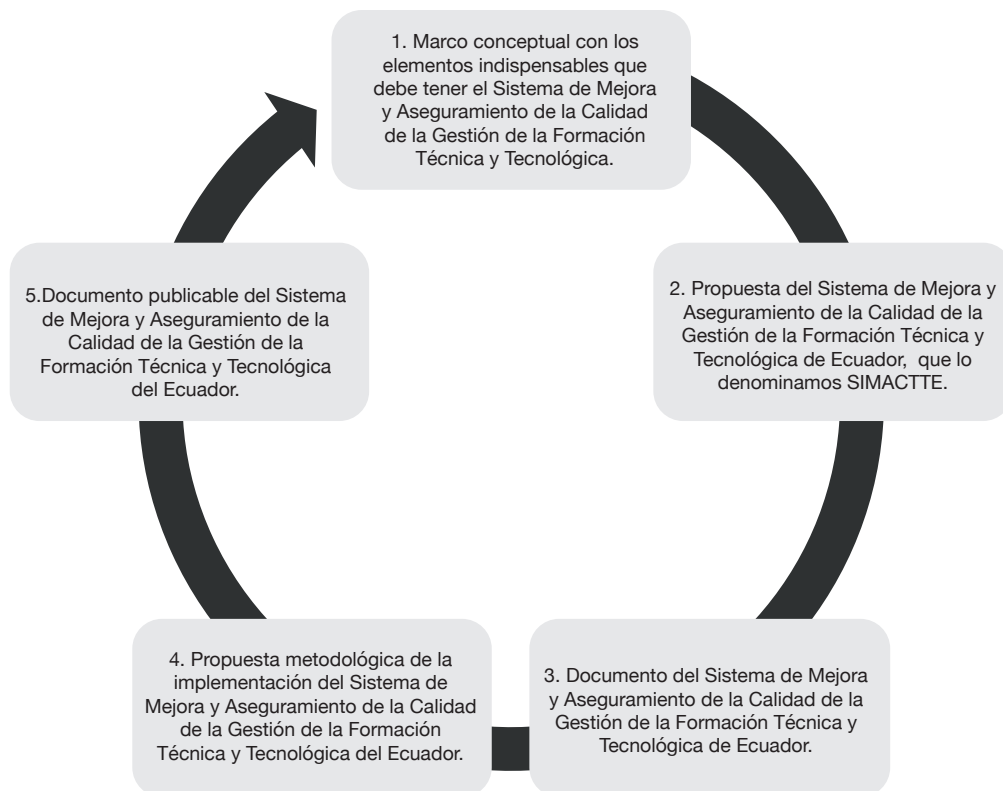 1. Marco conceptual con los
elementos indispensables que
debe tener el Sistema de Mejora
y Aseguramiento de la Calidad
de la Gestión de la Formación
Técnica y Tecnológica.
2. Propuesta del Sistema de Mejora y
Aseguramiento de la Calidad de la
Gestión de la Formación Técnica y
Tecnológica de Ecuador, que lo
denominamos SIMACTTE.
3. Documento del Sistema de Mejora
y Aseguramiento de la Calidad de la
Gestión de la Formación Técnica y
Tecnológica de Ecuador.
4. Propuesta metodológica de la
implementación del Sistema de
Mejora y Aseguramiento de la Calidad
de la Gestión de la Formación
Técnica y Tecnológica del Ecuador.
5.Documento publicable del Sistema
de Mejora y Aseguramiento de la
Calidad de la Gestión de la
Formación Técnica y Tecnológica
del Ecuador.